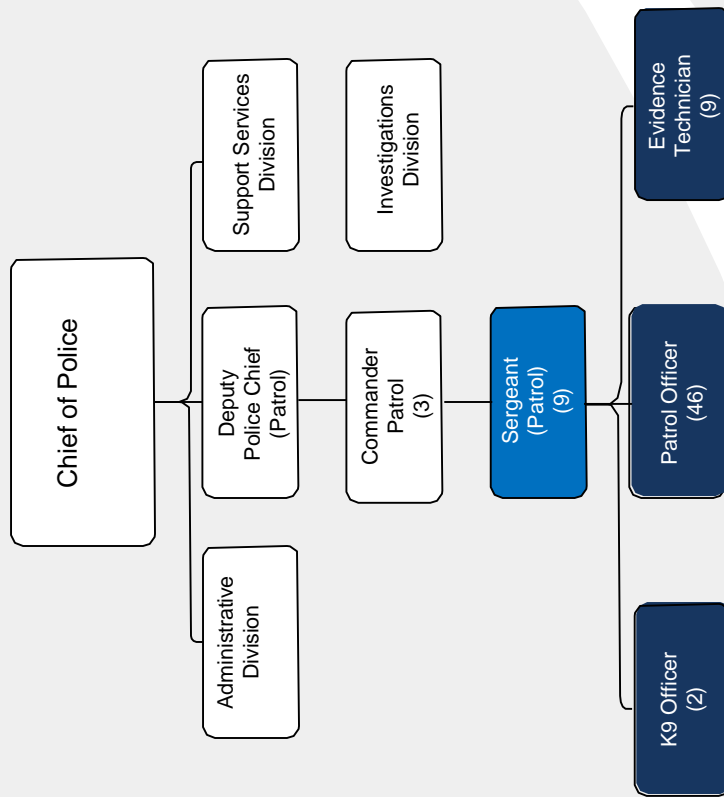 Chief of Police
Administrative
Division
Deputy
Police Chief
(Patrol)
Support Services
Division
Commander
Patrol
(3)
Investigations
Division
Sergeant
(Patrol)
(9)
K9 Officer
(2)
Patrol Officer
(46)
Evidence
Technician
(9)